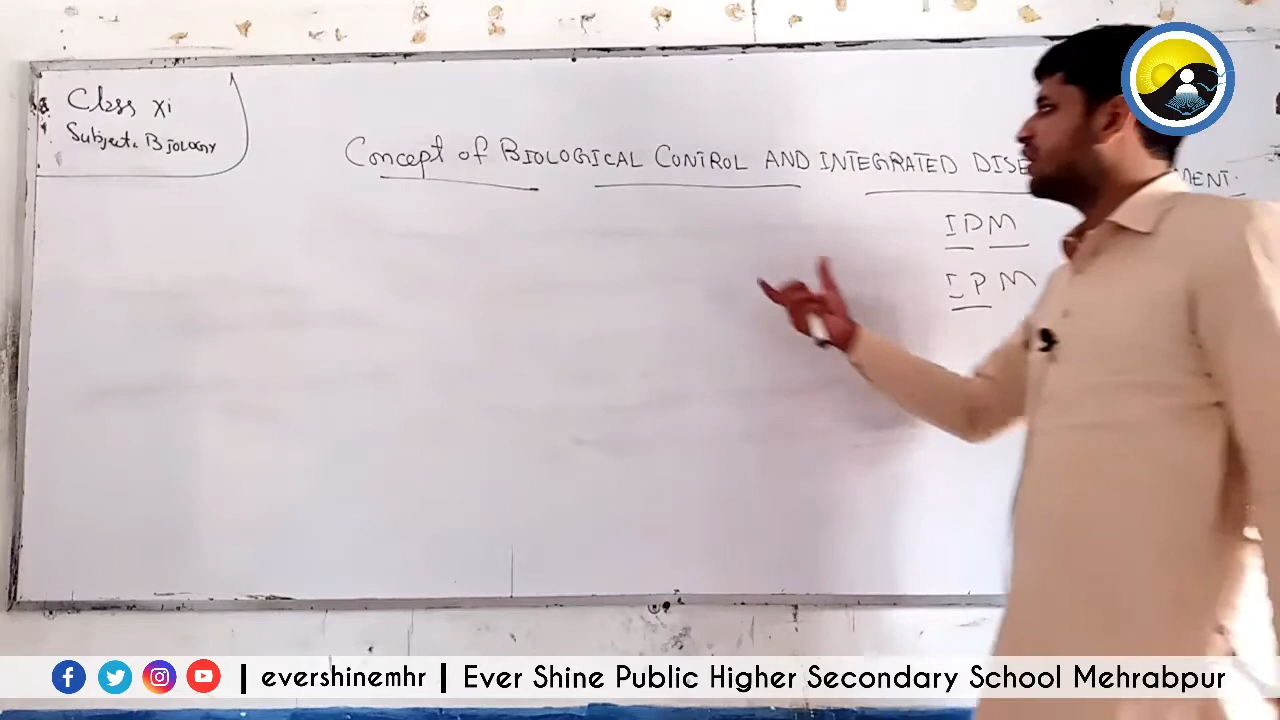 Class XI
Subject: BIOLOGY
Concept of BIOLOGICAL CONTROL AND INTEGRATED
IDM
IPM
| evershinemhr | Ever Shine Public Higher Secondary School Mehrabpur